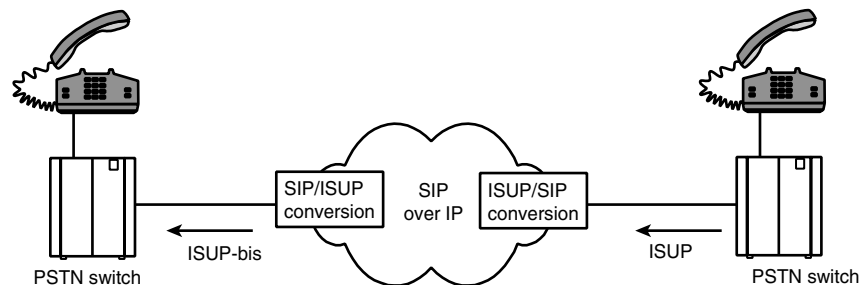 SIP/ISUP
conversion
SIP
over IP
ISUP/SIP
conversion
ISUP-bis
ISUP
PSTN switch
PSTN switch